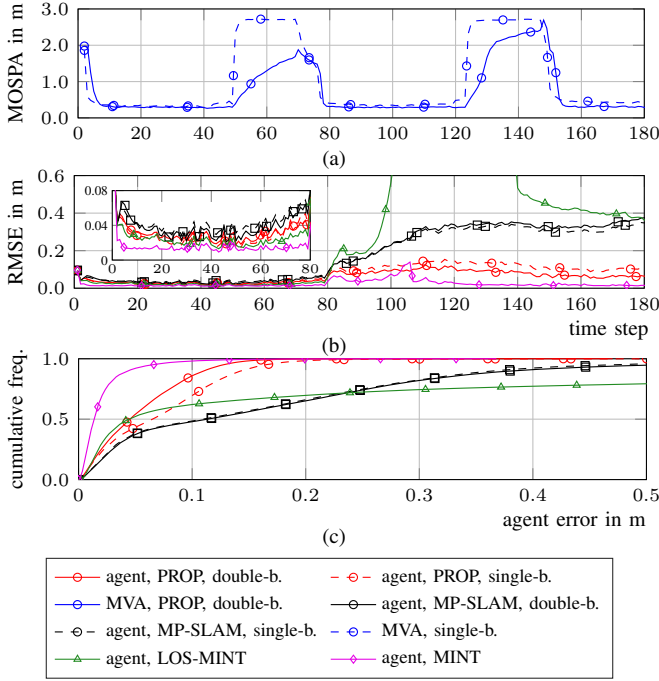 3.0
2.0
1.0
0.0
MOSPA in m
0 20 40 60 80 100 120 140 160 180
(a)
0.6
0.4
0.2
0.0
RMSE in m
0.08
0.04
0
0 20 40 60 80
0 20 40 60 80 100 120 140 160 180
time step
(b)
1.0
0.5
0.0
cumulative freq.
0 0.1 0.2 0.3 0.4 0.5
agent error in m
(c)
agent, PROP, double-b. agent, PROP, single-b.
MVA, PROP, double-b. agent, MP-SLAM, double-b.
agent, MP-SLAM, single-b. MVA, single-b.
agent, LOS-MINT agent, MINT